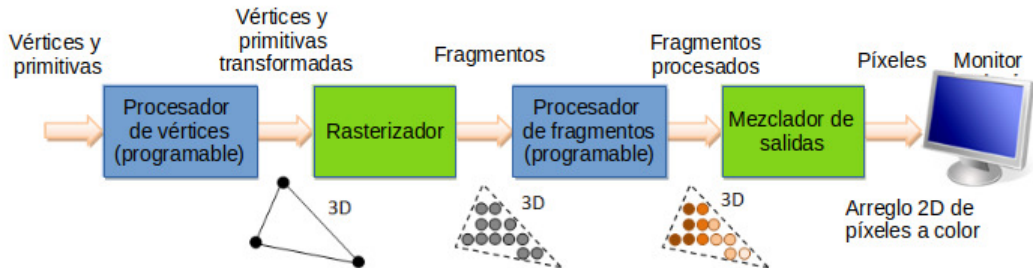 Vértices y
primitivas
Procesador
de vértices
(programable)
Vértices y
primitivas
transformadas
3D
Rasterizador
Fragmentos
3D
Procesador
de fragmentos
(programable)
Fragmentos
procesados
3D
Mezclador de
salidas
Píxeles
Monitor
Arreglo 2D de
píxeles a color